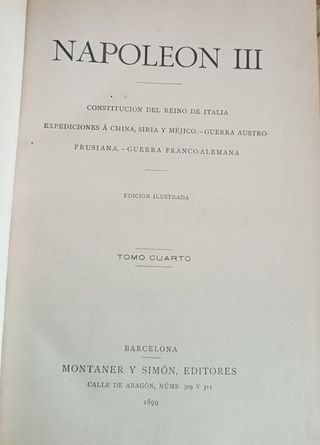 NAPOLEON III
CONSTITUCIÓN DEL REINO DE ITALIA
EXPEDICIONES Á CHINA, SIRIA Y MÉJICO. – GUERRA AUSTRO-
PRUSIANA. – GUERRA FRANCO-ALEMANA
EDICIÓN ILUSTRADA
TOMO CUARTO
BARCELONA
MONTANER Y SIMÓN, EDITORES
CALLE DE ARAGÓN, NÚMS. 309 Y 311
1899